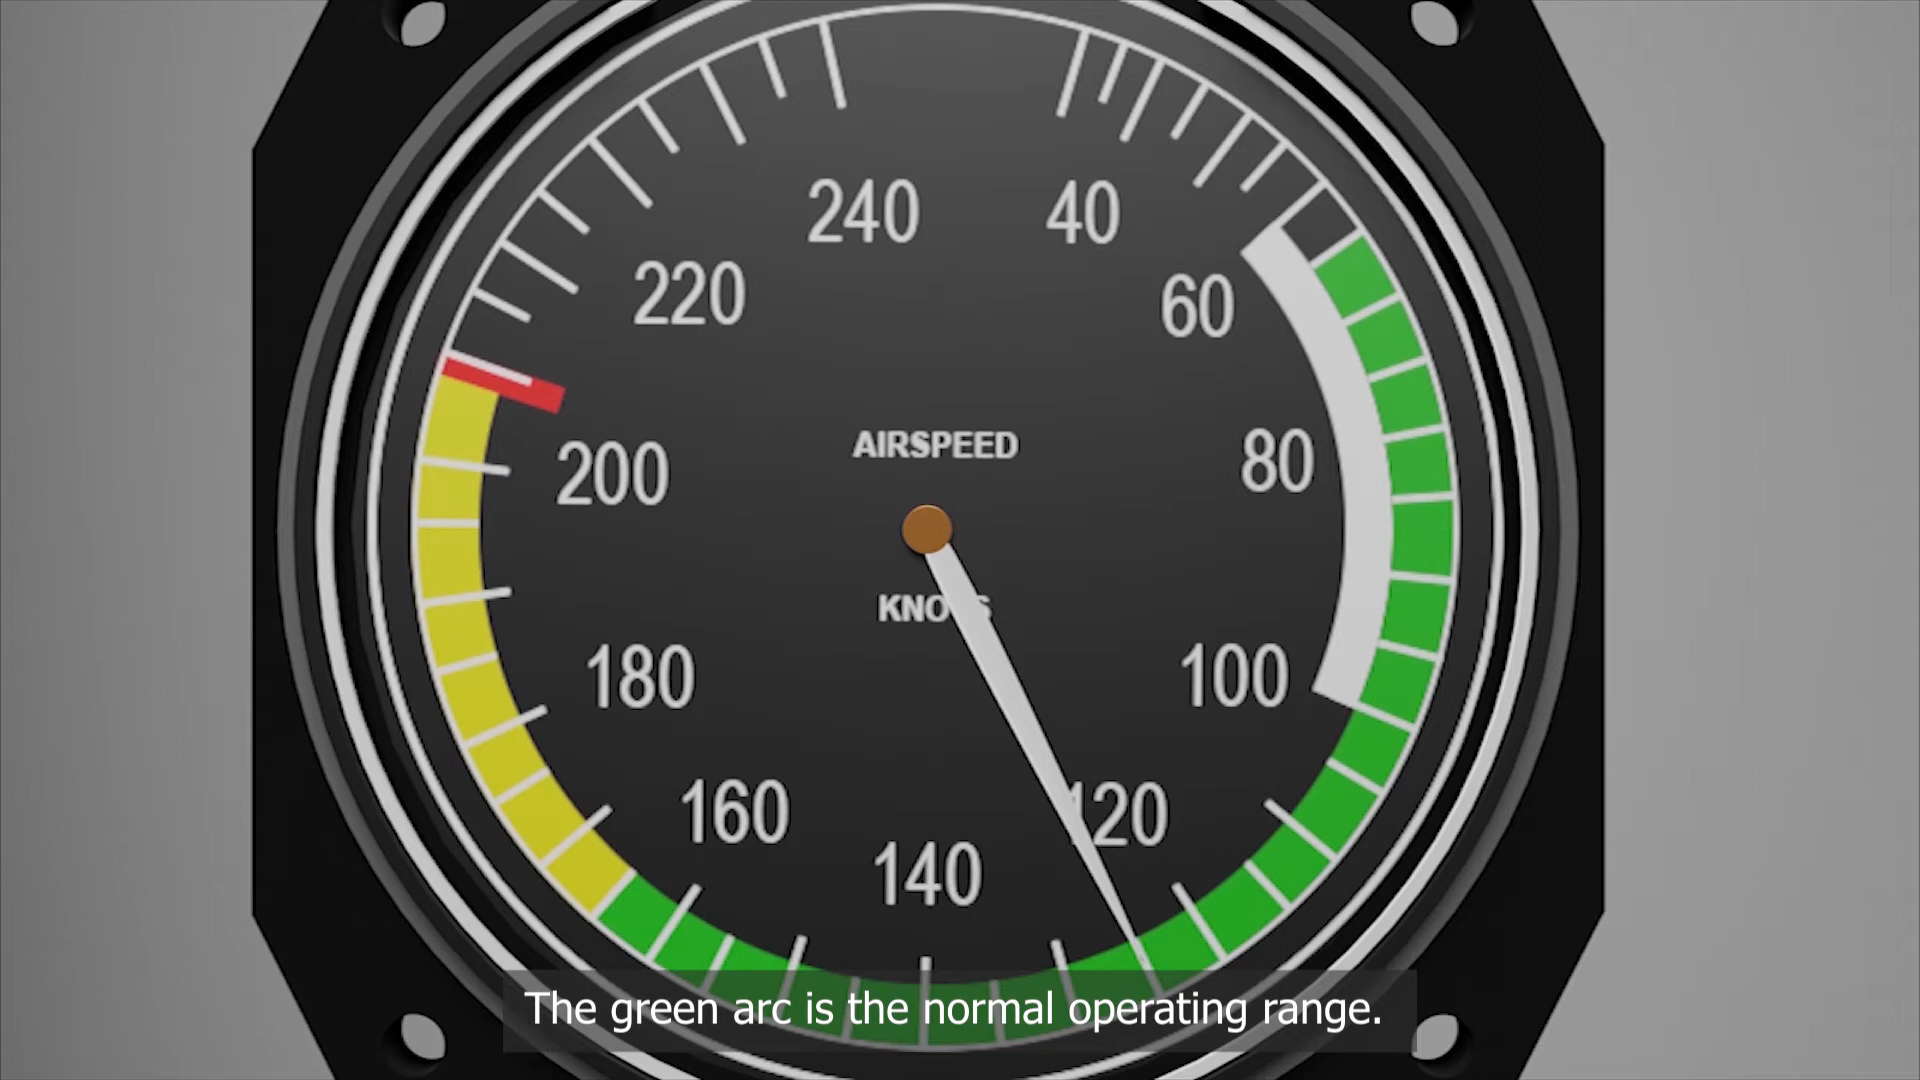 240 40
220 60
AIRSPEED
200 80
KNO S
180 100
160 120
140
The green arc is the normal operating range.